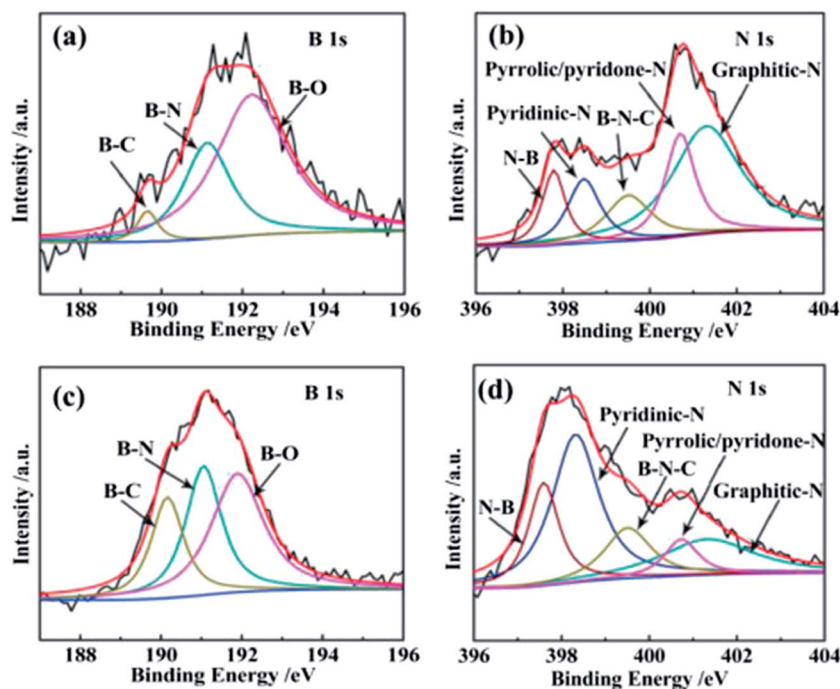 (a)
B 1s
B-O
B-N
B-C
Intensity /a.u.
188 190 192 194 196
Binding Energy /eV
(b)
N 1s
Pyrrolic/pyridone-N
Graphitic-N
Pyridinic-N
B-N-C
N-B
Intensity /a.u.
396 398 400 402 404
Binding Energy /eV
(c)
B 1s
B-N
B-O
B-C
Intensity /a.u.
188 190 192 194 196
Binding Energy /eV
(d)
N 1s
Pyridinic-N
Pyrrolic/pyridone-N
B-N-C
Graphitic-N
N-B
Intensity /a.u.
396 398 400 402 404
Binding Energy /eV